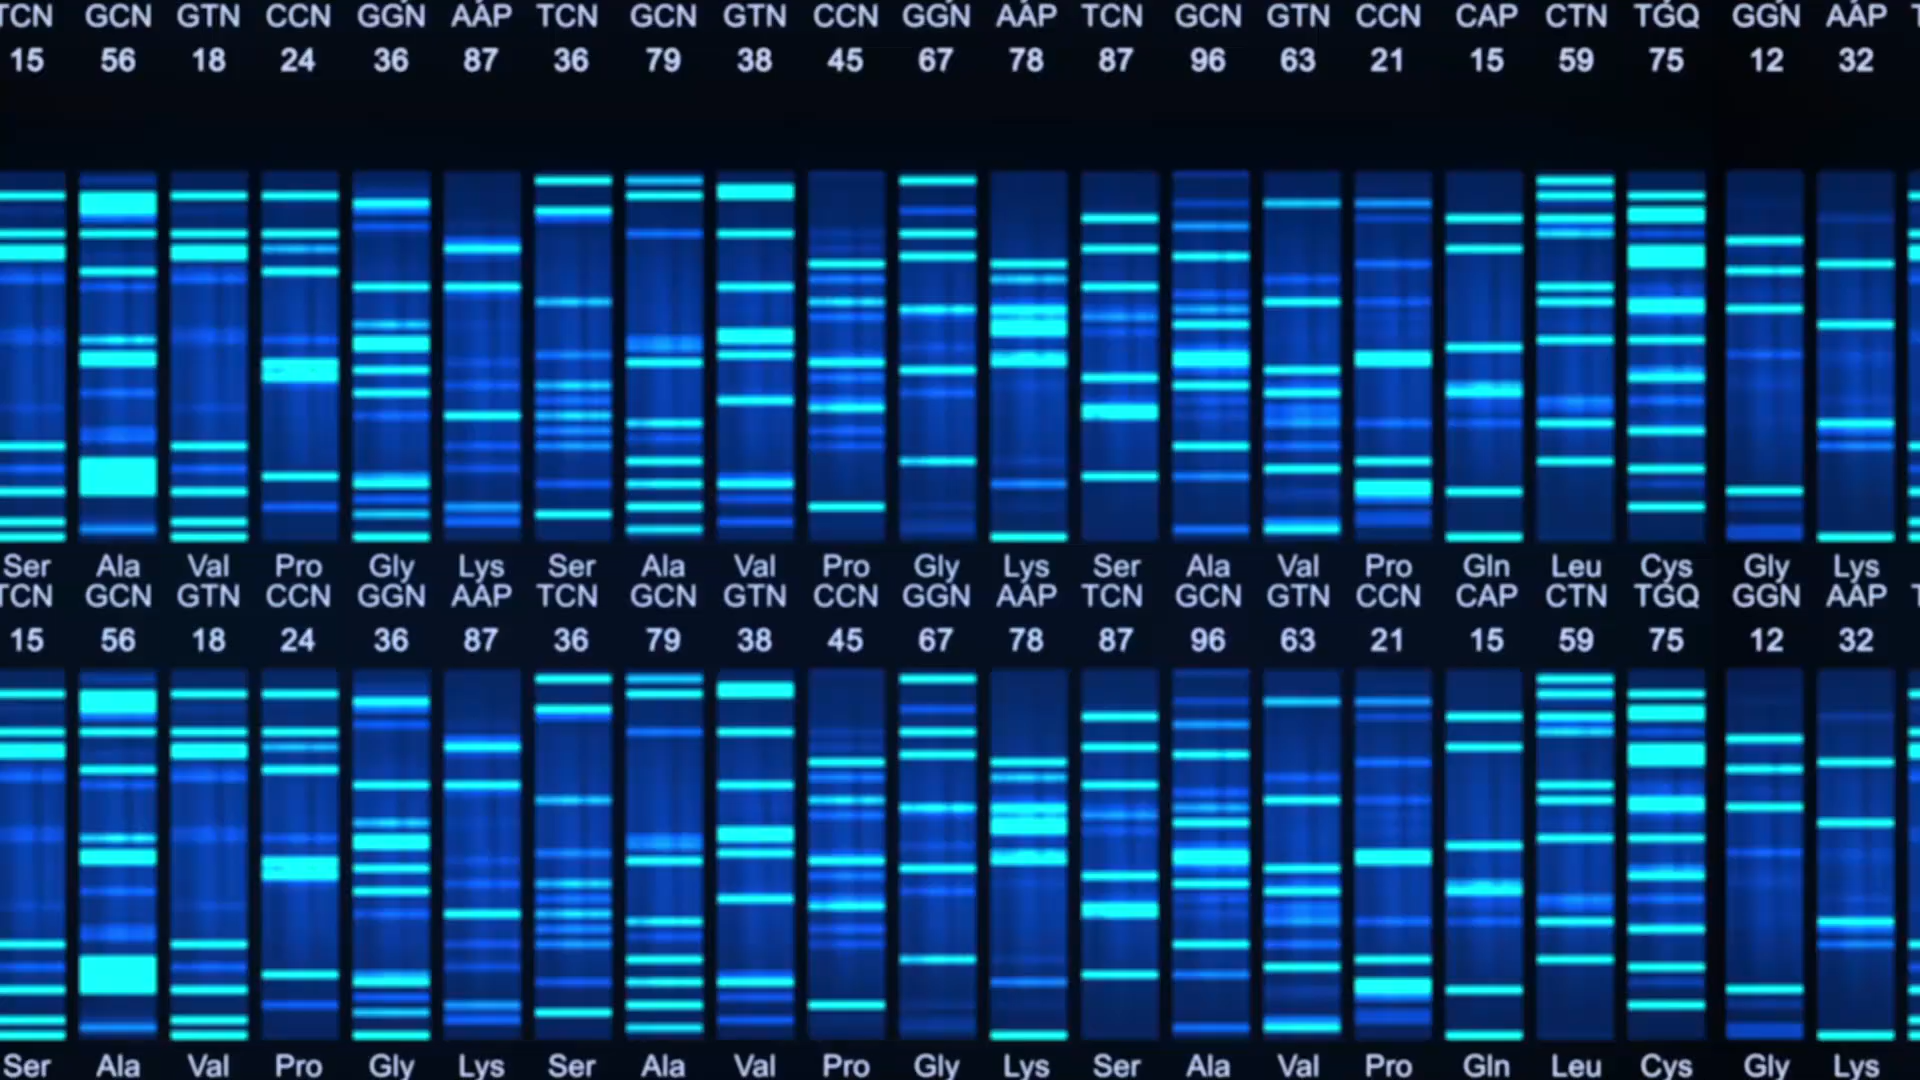 TCN GCN GTN CCN GGN AAP TCN GCN GTN CCN GGN AAP TCN GCN GTN CCN CAP CTN TGQ GGN AAP
15 56 18 24 36 87 36 79 38 45 67 78 87 96 63 21 15 59 75 12 32
Ser Ala Val Pro Gly Lys Ser Ala Val Pro Gly Lys Ser Ala Val Pro Gln Leu Cys Gly Lys
TCN GCN GTN CCN GGN AAP TCN GCN GTN CCN GGN AAP TCN GCN GTN CCN CAP CTN TGQ GGN AAP
15 56 18 24 36 87 36 79 38 45 67 78 87 96 63 21 15 59 75 12 32
Ser Ala Val Pro Gly Lys Ser Ala Val Pro Gly Lys Ser Ala Val Pro Gln Leu Cys Gly Lys